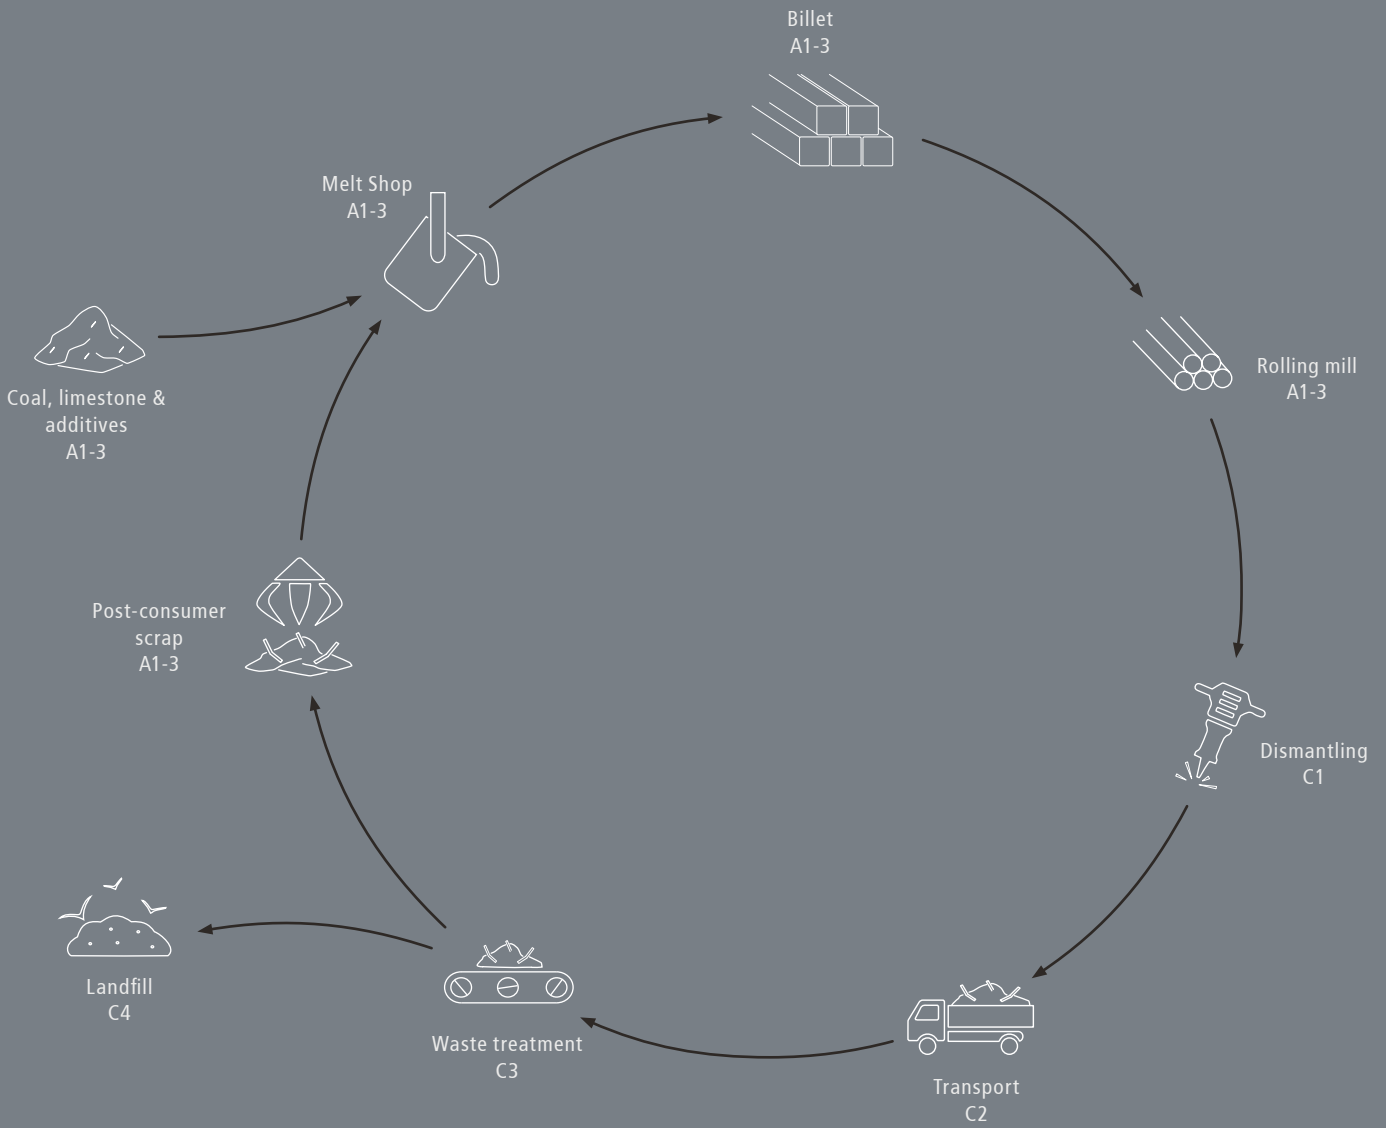 Billet
A1-3
Melt Shop
A1-3
Coal, limestone &
additives
A1-3
Rolling mill
A1-3
Post-consumer
scrap
A1-3
Dismantling
C1
Landfill
C4
Waste treatment
C3
Transport
C2